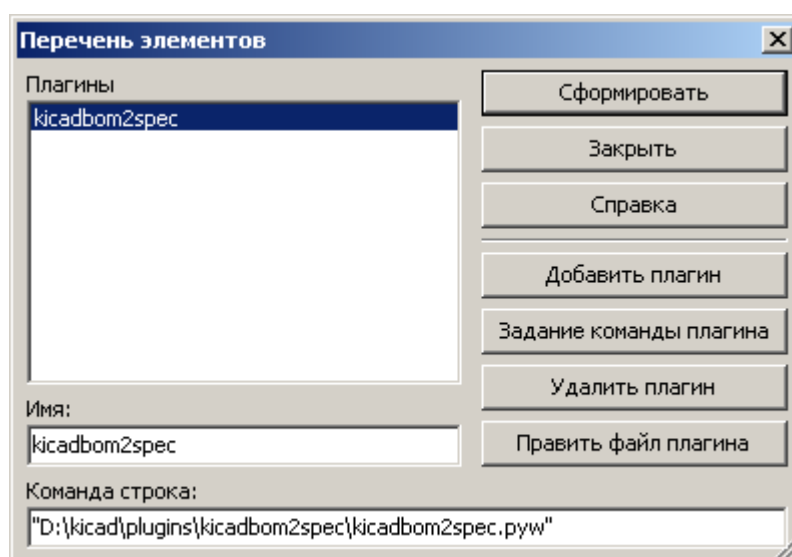 Перечень элементов
Плагины
kicadbom2spec
Сформировать
Закрыть
Справка
Добавить плагин
Задание команды плагина
Удалить плагин
Править файл плагина
Имя:
kicadbom2spec
Команда строка:
"D:\kicad\plugins\kicadbom2spec\kicadbom2spec.pyw"